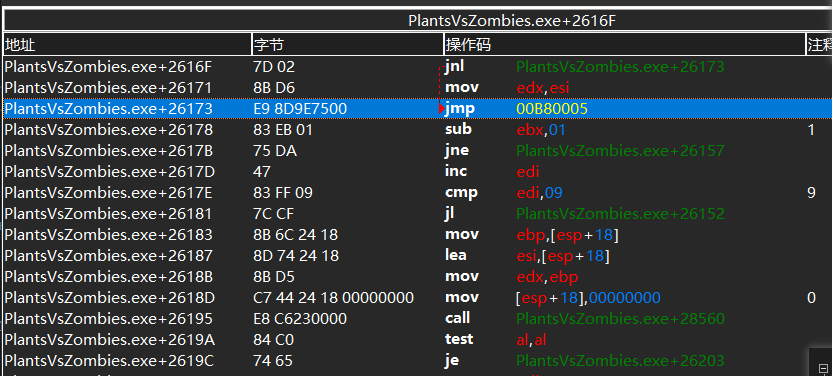 PlantsVsZombies.exe+2616F
地址 字节 操作码 注释
PlantsVsZombies.exe+2616F 7D 02 jnl PlantsVsZombies.exe+26173
PlantsVsZombies.exe+26171 8B D6 mov edx,esi
PlantsVsZombies.exe+26173 E9 8D9E7500 jmp 00B80005
PlantsVsZombies.exe+26178 83 EB 01 sub ebx,01 1
PlantsVsZombies.exe+2617B 75 DA jne PlantsVsZombies.exe+26157
PlantsVsZombies.exe+2617D 47 inc edi
PlantsVsZombies.exe+2617E 83 FF 09 cmp edi,09 9
PlantsVsZombies.exe+26181 7C CF jl PlantsVsZombies.exe+26152
PlantsVsZombies.exe+26183 8B 6C 24 18 mov ebp,[esp+18]
PlantsVsZombies.exe+26187 8D 74 24 18 lea esi,[esp+18]
PlantsVsZombies.exe+2618B 8B D5 mov edx,ebp
PlantsVsZombies.exe+2618D C7 44 24 18 00000000 mov [esp+18],00000000 0
PlantsVsZombies.exe+26195 E8 C6230000 call PlantsVsZombies.exe+28560
PlantsVsZombies.exe+2619A 84 C0 test al,al
PlantsVsZombies.exe+2619C 74 65 je PlantsVsZombies.exe+26203